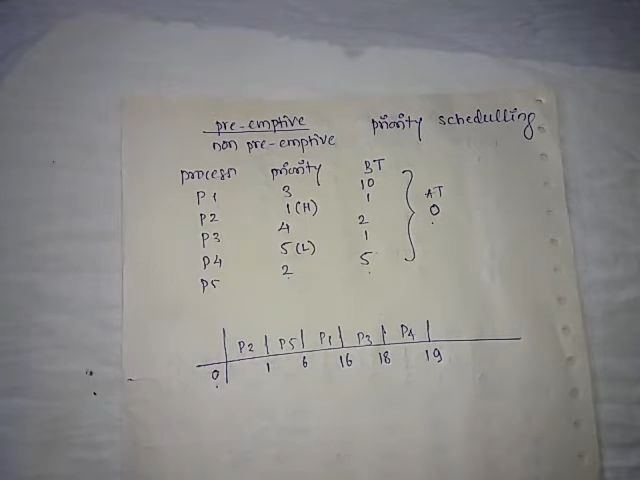 pre-emptive
non pre-emptive priority schedulling
process priority BT
P1 3 10
P2 1(H) 1
P3 4 2
P4 5(L) 1
P5 2 5
AT
0
P2 P5 P1 P3 P4
0 1 6 16 18 19